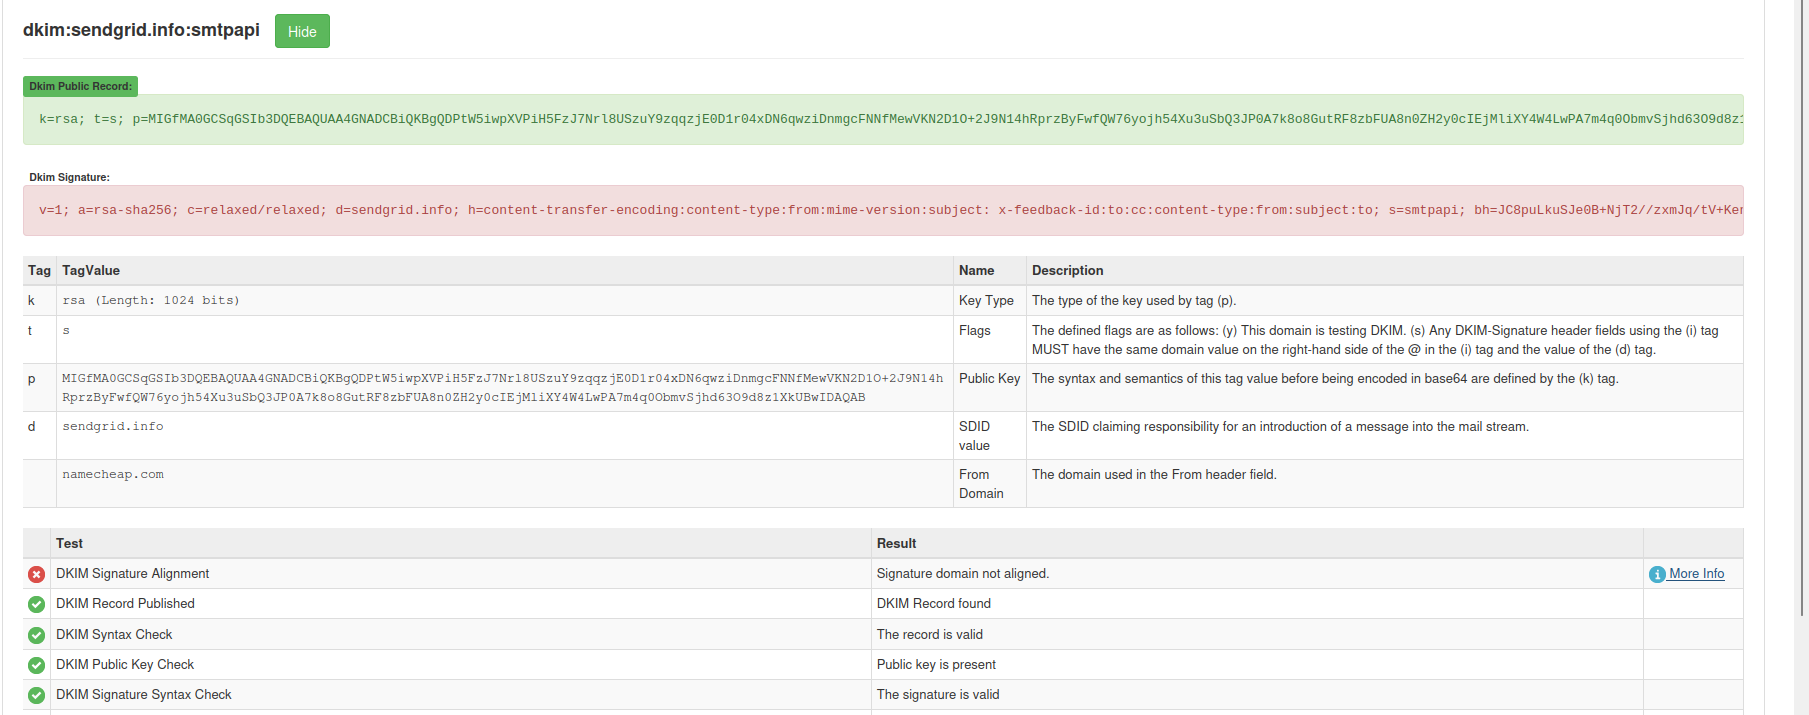 dkim:sendgrid.info:smtpapi Hide
Dkim Public Record:
k=rsa; t=s; p=MIGfMA0GCSqGSIb3DQEBAQUAA4GNADCBiQKBgQDPtW5iwpXVPiH5FzJ7Nrl8USzuY9zqqzjE0D1r04xDN6qwziDnmgcFNNfMewVKN2D1O+2J9N14hRprzByFwfQW76yojh54Xu3uSbQ3JP0A7k8o8GutRF8zbFUA8n0ZH2y0cIEjMliXY4W4LwPA7m4q0ObmvSjhd63O9d8z1
Dkim Signature:
v=1; a=rsa-sha256; c=relaxed/relaxed; d=sendgrid.info; h=content-transfer-encoding:content-type:from:mime-version:subject: x-feedback-id:to:cc:content-type:from:subject:to; s=smtpapi; bh=JC8puLkuSJe0B+NjT2//zxmJq/tV+Ker
Tag TagValue Name Description
k rsa (Length: 1024 bits) Key Type The type of the key used by tag (p).
t s Flags The defined flags are as follows: (y) This domain is testing DKIM. (s) Any DKIM-Signature header fields using the (i) tag
MUST have the same domain value on the right-hand side of the @ in the (i) tag and the value of the (d) tag.
p MIGfMA0GCSqGSIb3DQEBAQUAA4GNADCBiQKBgQDPtW5iwpXVPiH5FzJ7Nrl8USzuY9zqqzjE0D1r04xDN6qwziDnmgcFNNfMewVKN2D1O+2J9N14h Public Key The syntax and semantics of this tag value before being encoded in base64 are defined by the (k) tag.
RprzByFwfQW76yojh54Xu3uSbQ3JP0A7k8o8GutRF8zbFUA8n0ZH2y0cIEjMliXY4W4LwPA7m4q0ObmvSjhd63O9d8z1XkUBwIDAQAB
d sendgrid.info SDID The SDID claiming responsibility for an introduction of a message into the mail stream.
value
namecheap.com From The domain used in the From header field.
Domain
Test Result
DKIM Signature Alignment Signature domain not aligned. More Info
DKIM Record Published DKIM Record found
DKIM Syntax Check The record is valid
DKIM Public Key Check Public key is present
DKIM Signature Syntax Check The signature is valid